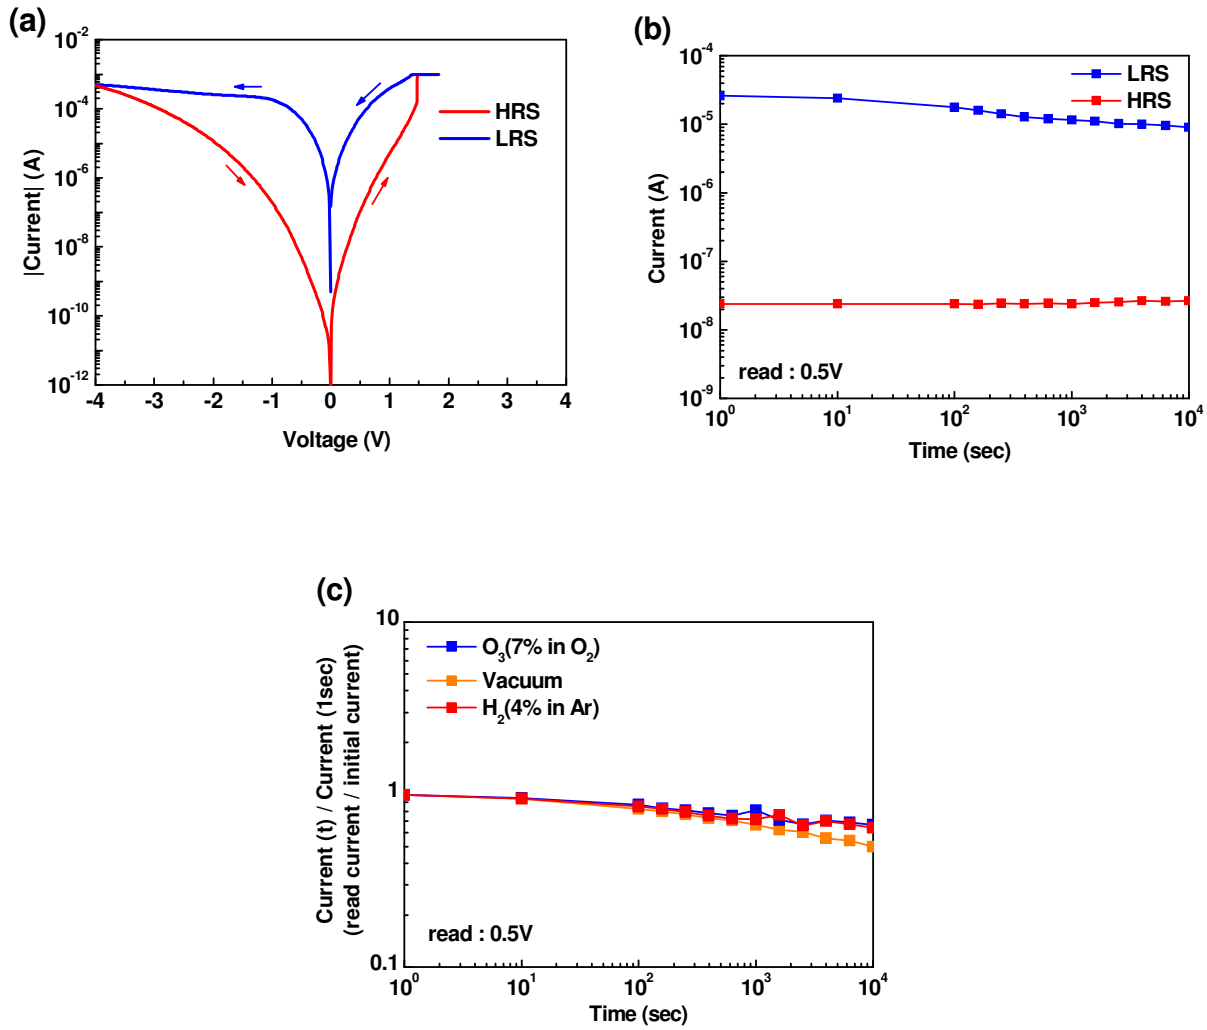 (a)
10⁻²
10⁻⁴
10⁻⁶
10⁻⁸
10⁻¹⁰
10⁻¹²
|Current| (A)
HRS
LRS
-4 -3 -2 -1 0 1 2 3 4
Voltage (V)
(b)
10⁻⁴
10⁻⁵
10⁻⁶
10⁻⁷
10⁻⁸
10⁻⁹
Current (A)
LRS
HRS
read : 0.5V
10⁰ 10¹ 10² 10³ 10⁴
Time (sec)
(c)
10
1
0.1
Current (t) / Current (1sec)
(read current / initial current)
O₃(7% in O₂)
Vacuum
H₂(4% in Ar)
read : 0.5V
10⁰ 10¹ 10² 10³ 10⁴
Time (sec)